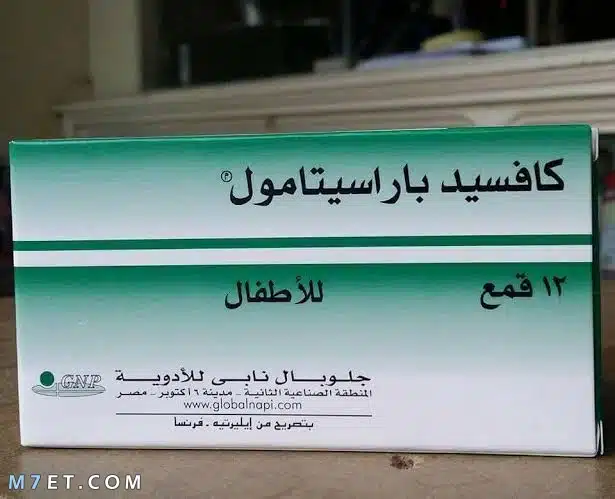 كافسيد باراسيتامول
١٢ قمع
للأطفال
GNP
جلوبال نابى للأدوية
المنطقة الصناعية الثانية - مدينة ٦ أكتوبر - مصر
www.globalnapi.com
بتصريح من إيليرتيه - فرنسا
M7ET.COM